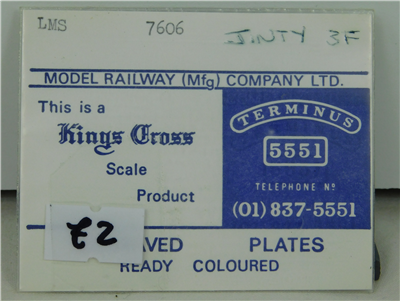 LMS 7606 JINTY 3F
MODEL RAILWAY (Mfg) COMPANY LTD.
This is a
Kings Cross
Scale
Product
TERMINUS
5551
TELEPHONE Nº
(01) 837-5551
£2
AVED PLATES
READY COLOURED